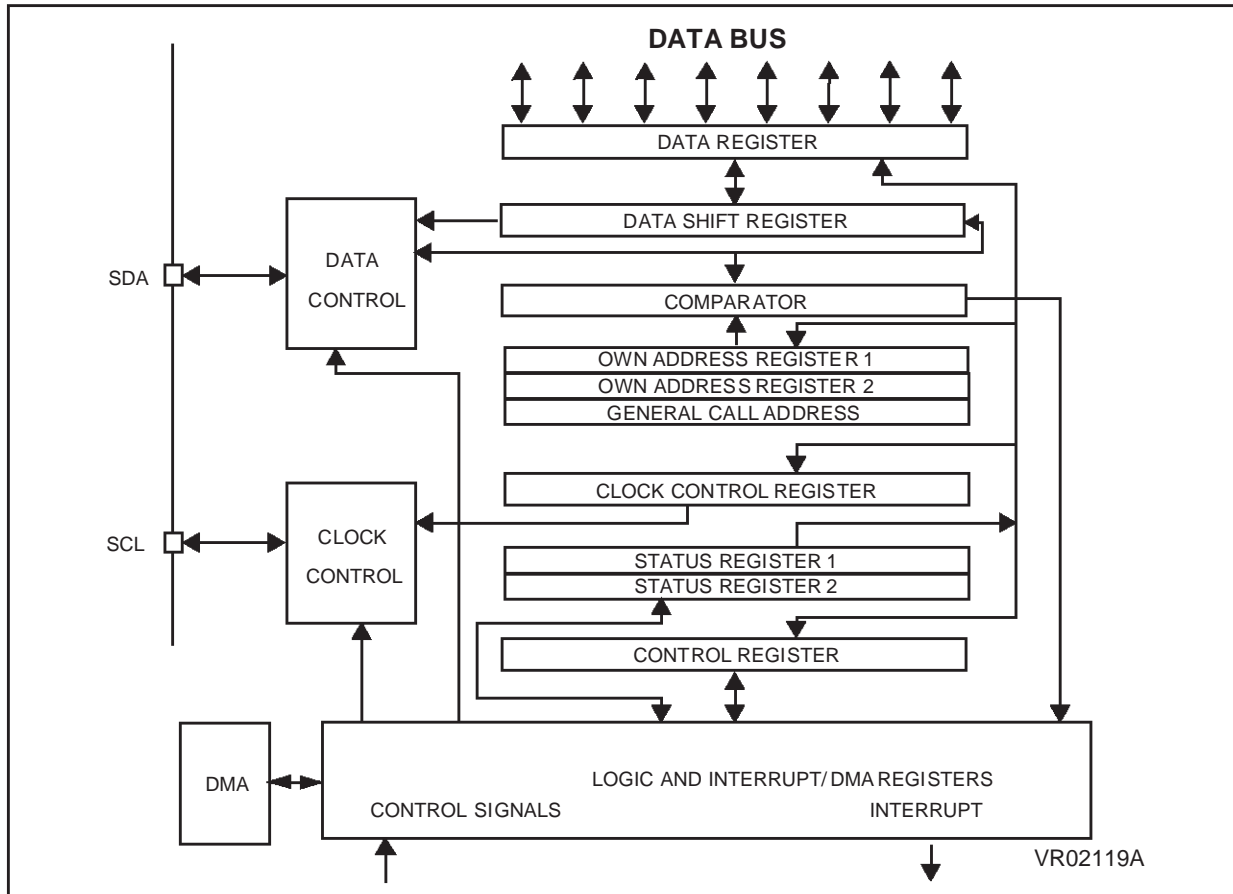 DATA BUS
DATA REGISTER
DATA SHIFT REGISTER
DATA
CONTROL
SDA
COMPARATOR
OWN ADDRESS REGISTER 1
OWN ADDRESS REGISTER 2
GENERAL CALL ADDRESS
CLOCK CONTROL REGISTER
CLOCK
CONTROL
SCL
STATUS REGISTER 1
STATUS REGISTER 2
CONTROL REGISTER
DMA
LOGIC AND INTERRUPT/DMA REGISTERS
CONTROL SIGNALS
INTERRUPT
VR02119A